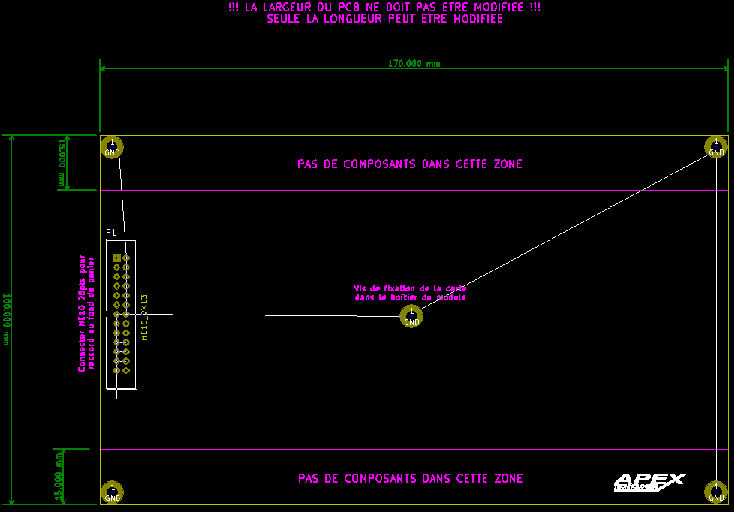 !!! LA LARGEUR DU PCB NE DOIT PAS ETRE MODIFIEE !!!
SEULE LA LONGUEUR PEUT ETRE MODIFIEE
170.000 mm
1
GND
1
GND
15.000 mm
PAS DE COMPOSANTS DANS CETTE ZONE
P1
Connecteur HE10 26pts pour
raccord au fond de panier
HE10_2X13
100.000 mm
Vis de fixation de la carte
dans le boîtier du module
1
GND
15.000 mm
PAS DE COMPOSANTS DANS CETTE ZONE
APEX
GND
GND